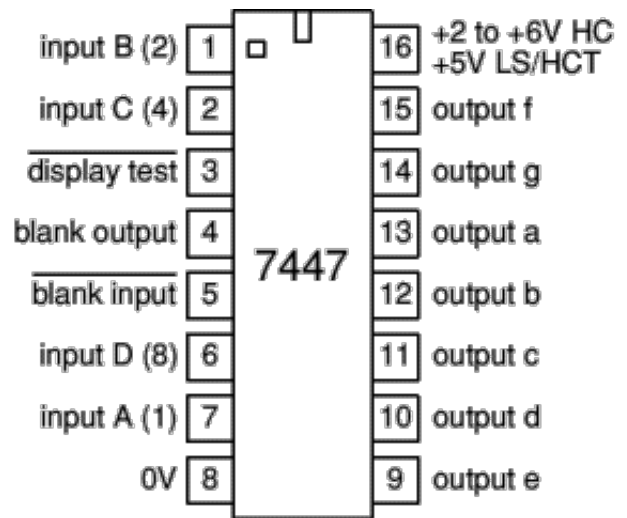 input B (2) 1 16 +2 to +6V HC
+5V LS/HCT
input C (4) 2 15 output f
display test 3 14 output g
blank output 4 13 output a
7447
blank input 5 12 output b
input D (8) 6 11 output c
input A (1) 7 10 output d
0V 8 9 output e